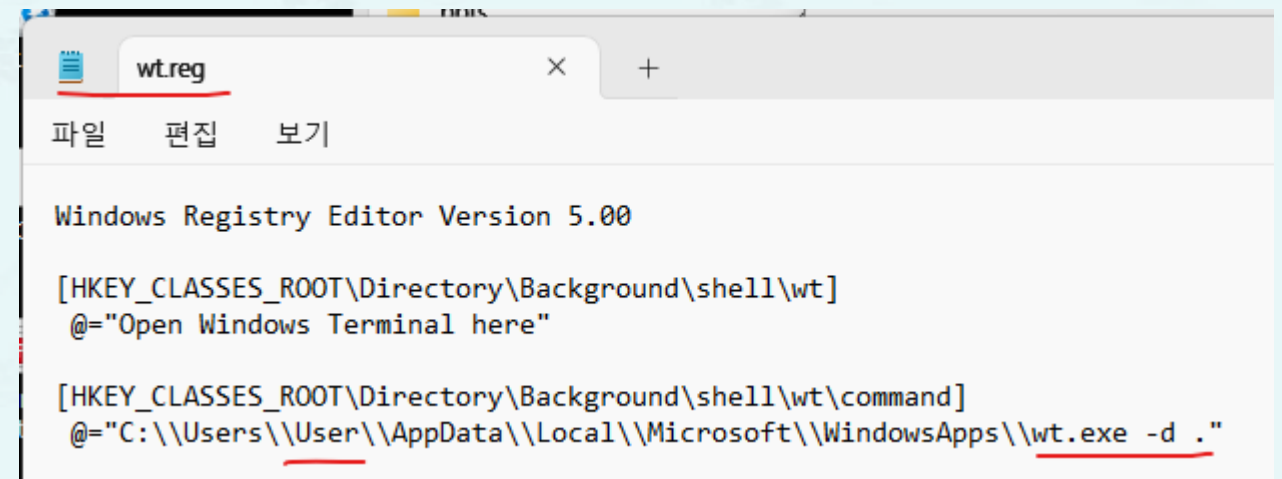 wt.reg
파일 편집 보기
Windows Registry Editor Version 5.00
[HKEY_CLASSES_ROOT\Directory\Background\shell\wt]
@="Open Windows Terminal here"
[HKEY_CLASSES_ROOT\Directory\Background\shell\wt\command]
@="C:\\Users\\User\\AppData\\Local\\Microsoft\\WindowsApps\\wt.exe -d ."